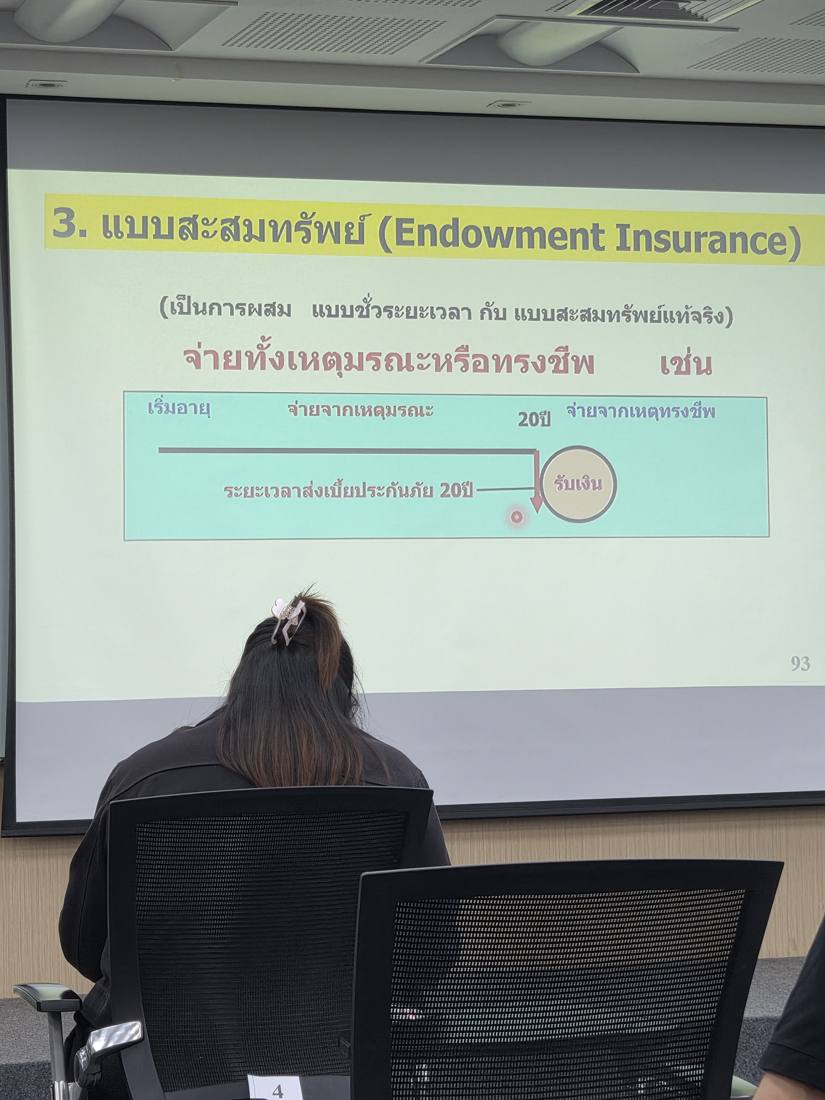 3. แบบสะสมทรัพย์ (Endowment Insurance)
(เป็นการผสม แบบชั่วระยะเวลา กับ แบบสะสมทรัพย์แท้จริง)
จ่ายทั้งเหตุมรณะหรือทรงชีพ เช่น
เริ่มอายุ จ่ายจากเหตุมรณะ 20ปี จ่ายจากเหตุทรงชีพ
ระยะเวลาส่งเบี้ยประกันภัย 20ปี รับเงิน
93
4